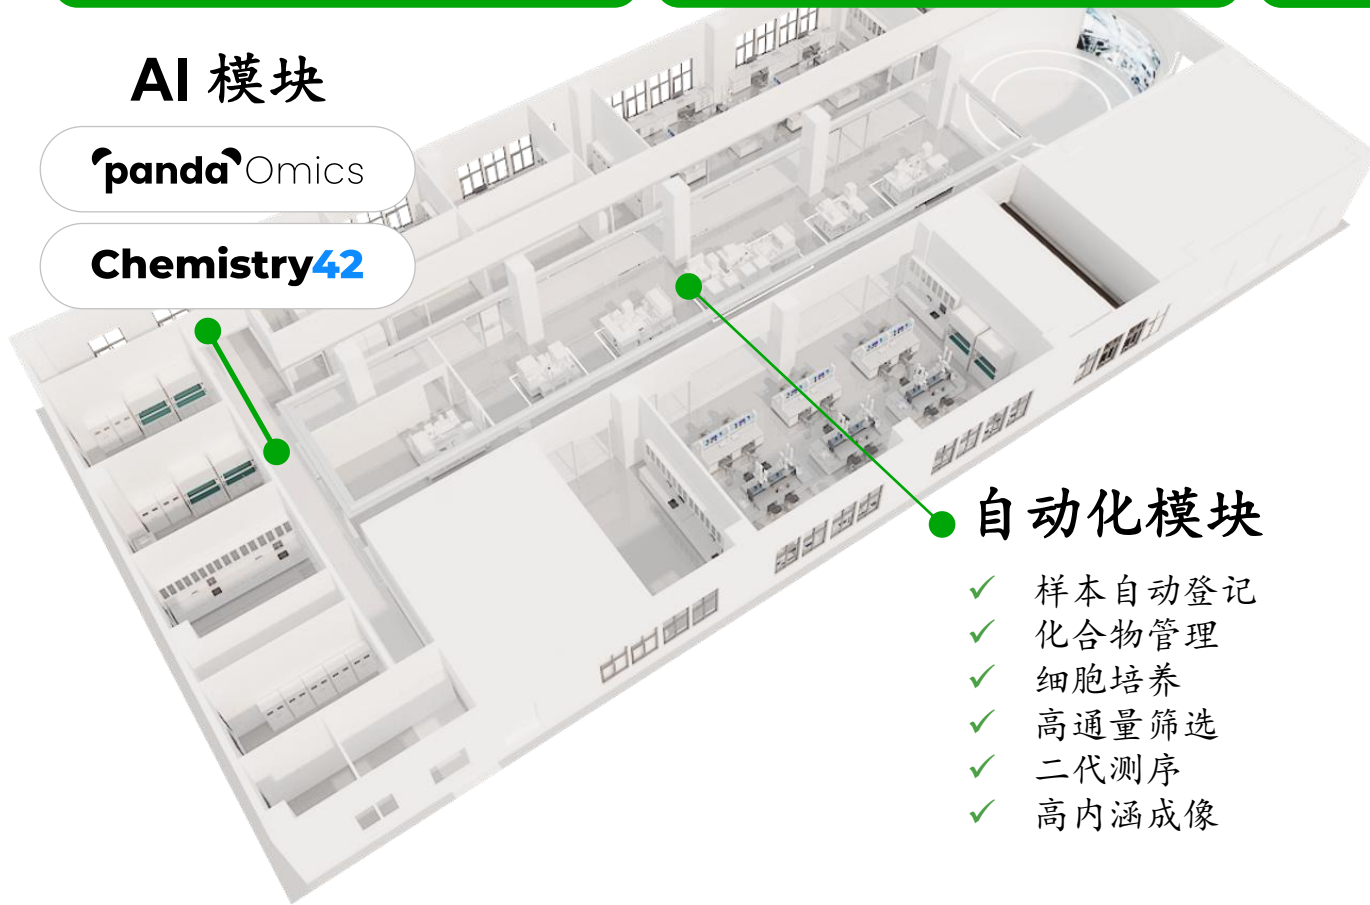 AI 模块
panda Omics
Chemistry42
自动化模块
✓ 样本自动登记
✓ 化合物管理
✓ 细胞培养
✓ 高通量筛选
✓ 二代测序
✓ 高内涵成像